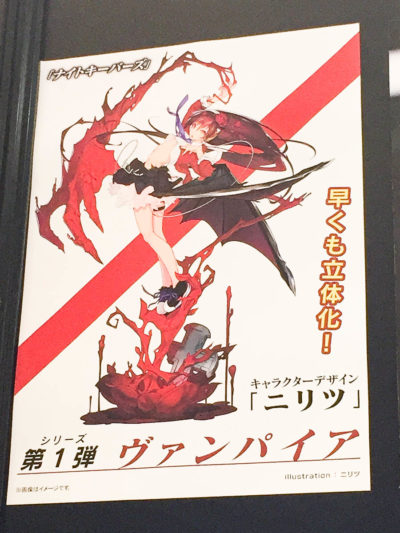 「ナイトキーパーズ」
早くも立体化!
キャラクターデザイン
「ニリツ」
シリーズ
第1弾 ヴァンパイア
※画像はイメージです。
illustration : ニリツ